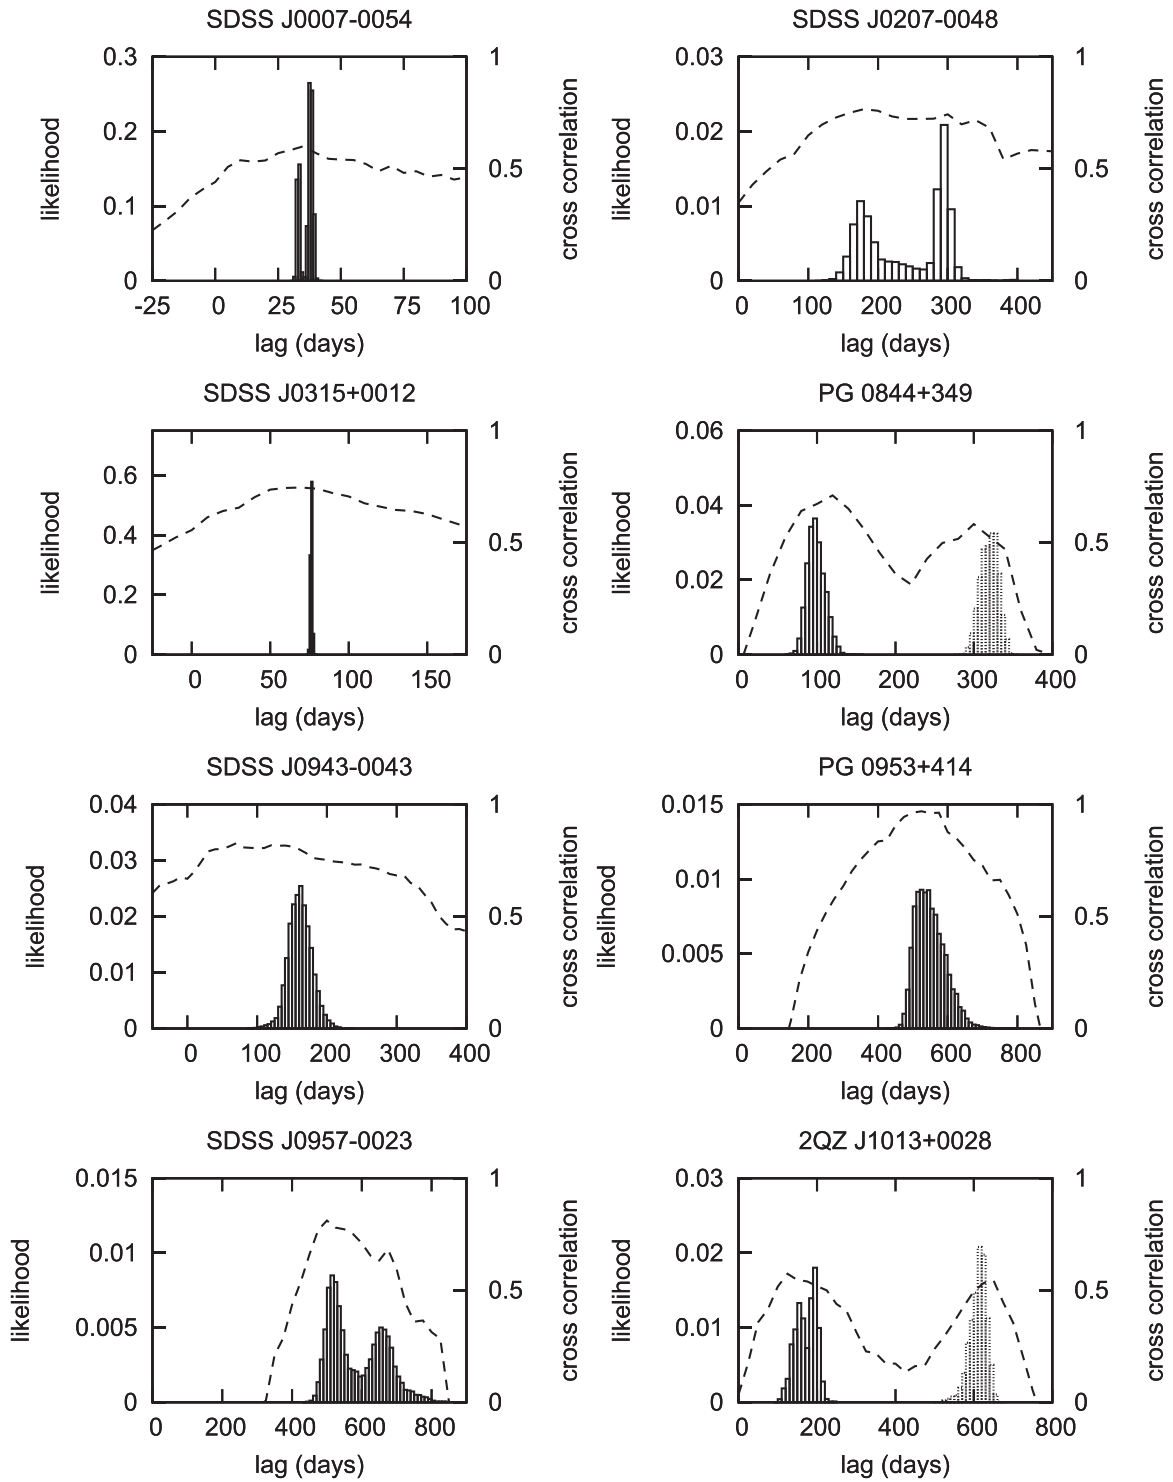 SDSS J0007-0054
SDSS J0207-0048
0.3
0.2
0.1
0
1
0.5
0
likelihood
cross correlation
-25 0 25 50 75 100
lag (days)
0.03
0.02
0.01
0
1
0.5
0
likelihood
cross correlation
0 100 200 300 400
lag (days)
SDSS J0315+0012
PG 0844+349
0.6
0.4
0.2
0
1
0.5
0
likelihood
cross correlation
0 50 100 150
lag (days)
0.06
0.04
0.02
0
1
0.5
0
likelihood
cross correlation
0 100 200 300 400
lag (days)
SDSS J0943-0043
PG 0953+414
0.04
0.03
0.02
0.01
0
1
0.5
0
likelihood
cross correlation
0 100 200 300 400
lag (days)
0.015
0.01
0.005
0
1
0.5
0
likelihood
cross correlation
0 200 400 600 800
lag (days)
SDSS J0957-0023
2QZ J1013+0028
0.015
0.01
0.005
0
1
0.5
0
likelihood
cross correlation
0 200 400 600 800
lag (days)
0.03
0.02
0.01
0
1
0.5
0
likelihood
cross correlation
0 200 400 600 800
lag (days)